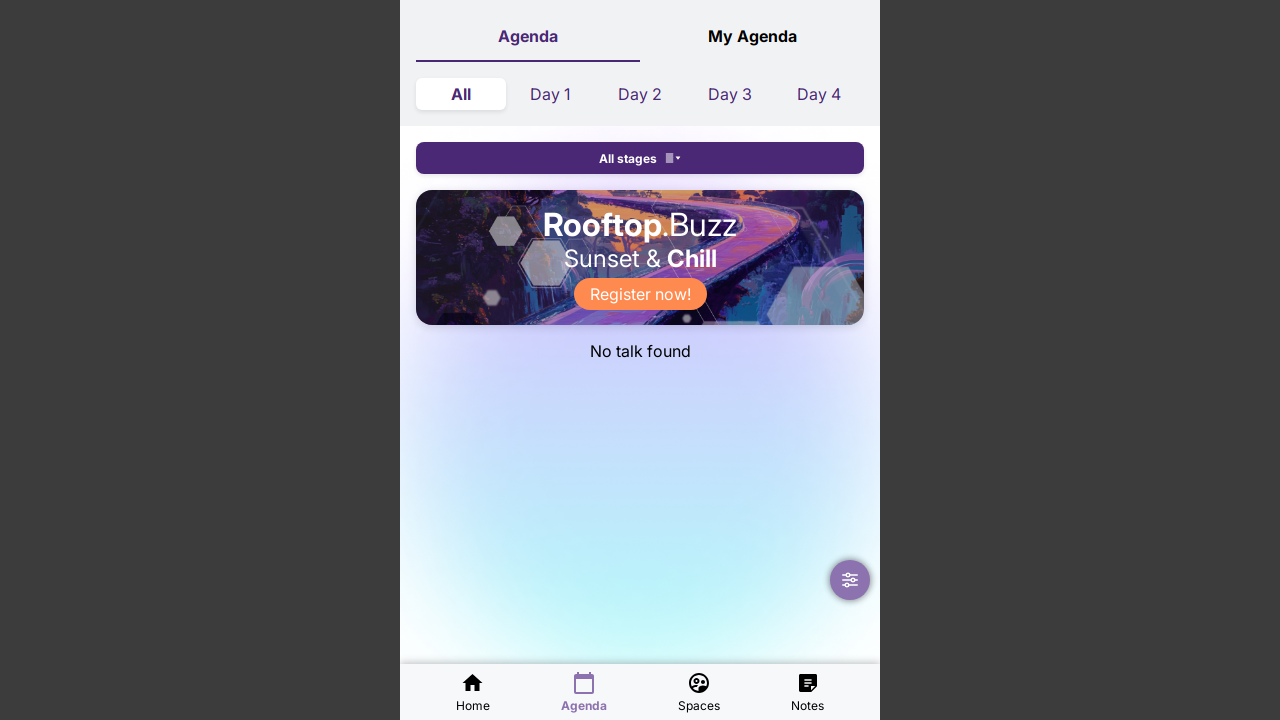 Agenda
My Agenda
All
Day 1
Day 2
Day 3
Day 4
All stages
Rooftop.Buzz
Sunset & Chill
Register now!
No talk found
Home
Agenda
Spaces
Notes